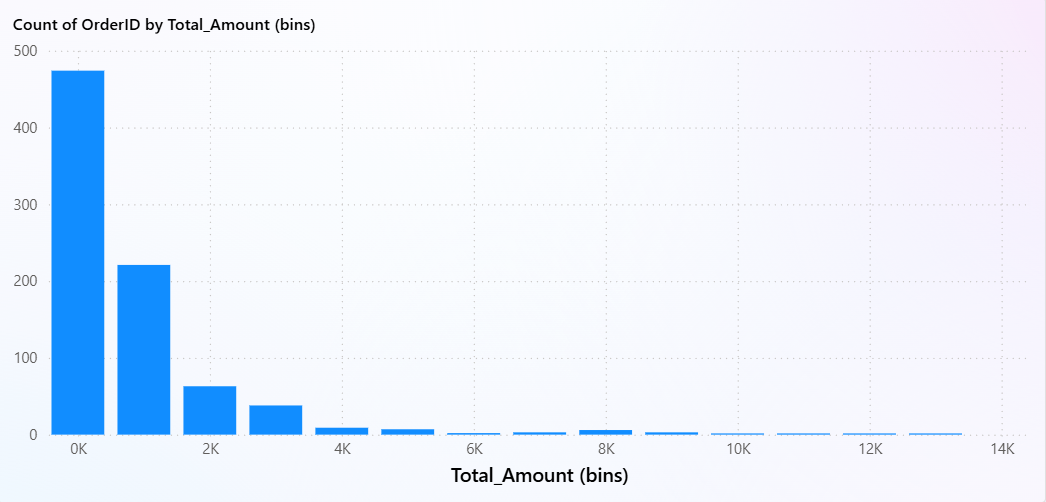 Count of OrderID by Total_Amount (bins)
500
400
300
200
100
0
0K 2K 4K 6K 8K 10K 12K 14K
Total_Amount (bins)